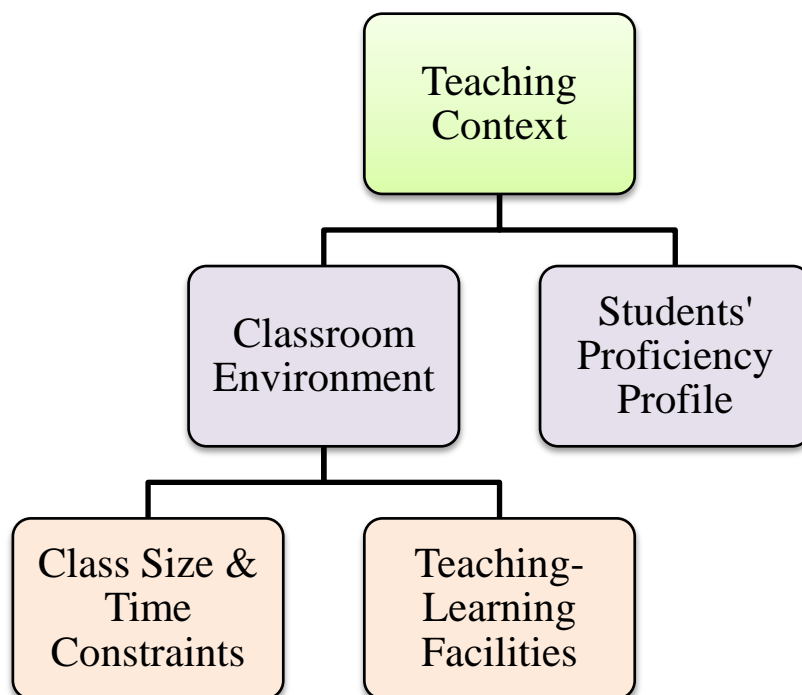 Teaching
Context
Classroom
Environment
Students'
Proficiency
Profile
Class Size &
Time
Constraints
Teaching-
Learning
Facilities